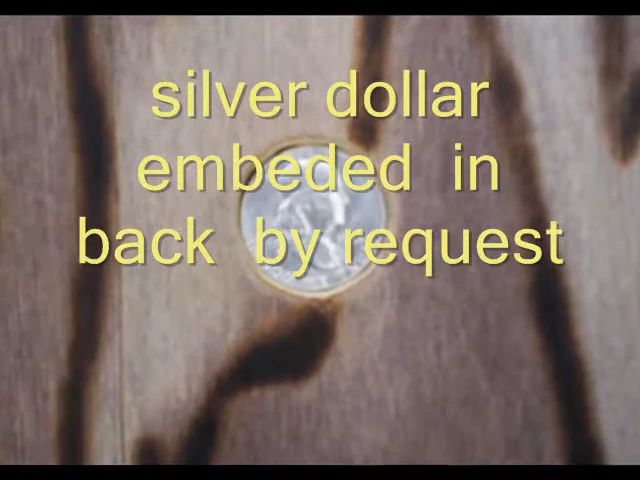 silver dollar
embeded in
back by request